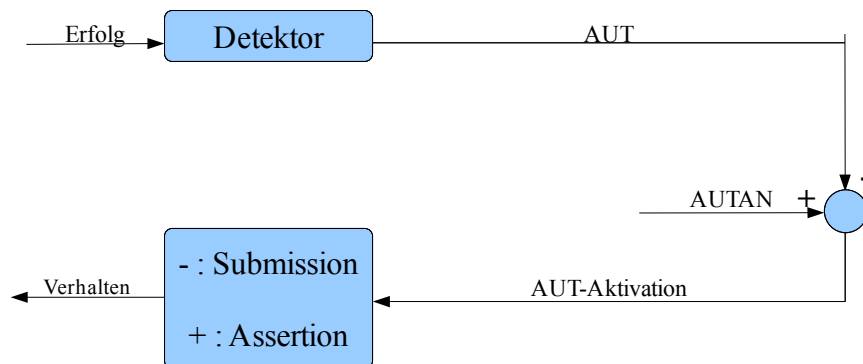 Erfolg
Detektor
AUT
-
AUTAN +
- : Submission
+ : Assertion
Verhalten
AUT-Aktivation